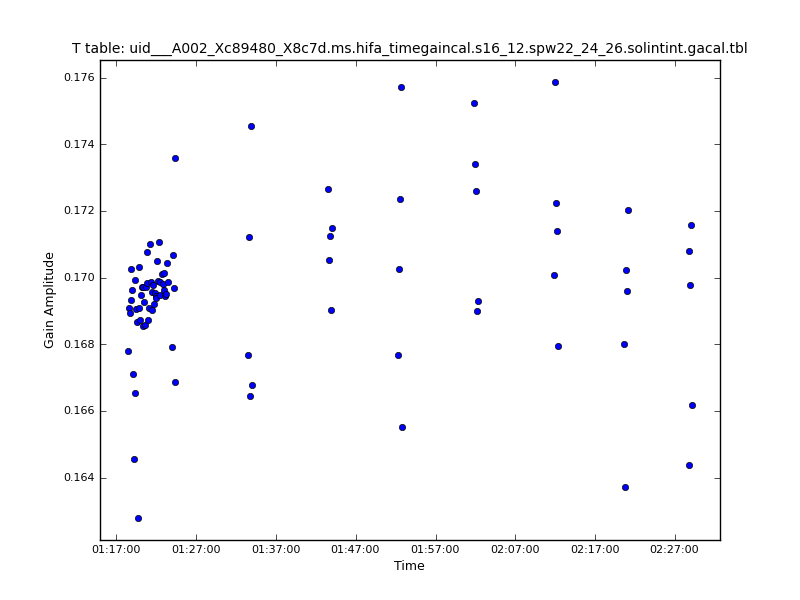 T table: uid___A002_Xc89480_X8c7d.ms.hifa_timegaincal.s16_12.spw22_24_26.solintint.gacal.tbl
0.176
0.174
0.172
0.170
0.168
0.166
0.164
Gain Amplitude
01:17:00 01:27:00 01:37:00 01:47:00 01:57:00 02:07:00 02:17:00 02:27:00
Time